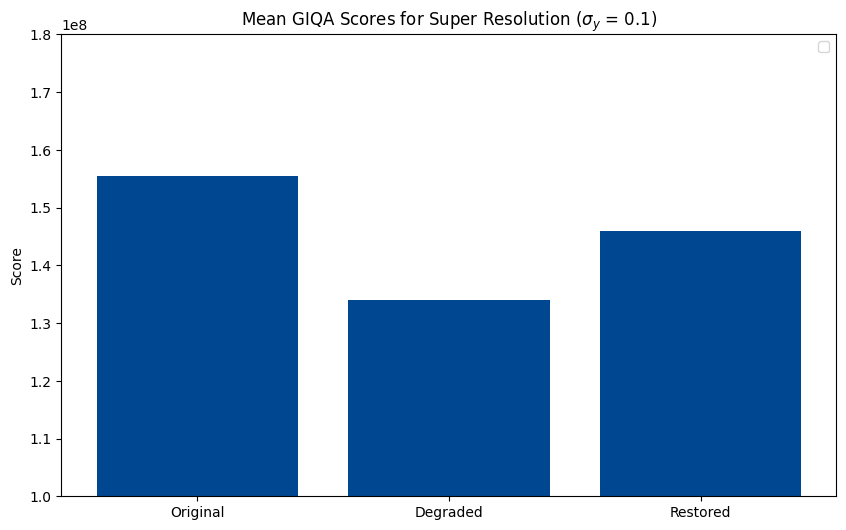 Mean GIQA Scores for Super Resolution (σ_y = 0.1)
1e8
1.8
1.7
1.6
1.5
1.4
1.3
1.2
1.1
1.0
Score
Original Degraded Restored